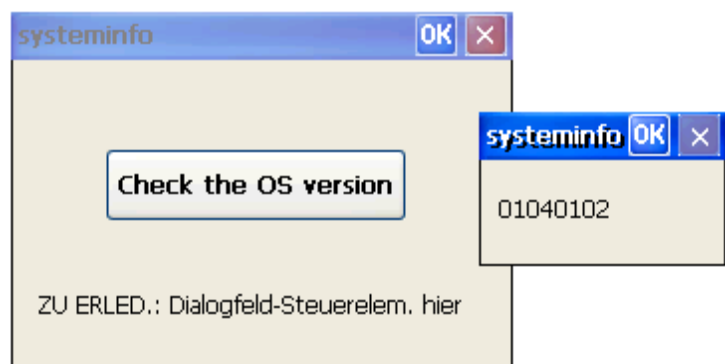 systeminfo OK
systeminfo OK
Check the OS version
01040102
ZU ERLED.: Dialogfeld-Steuerelem. hier